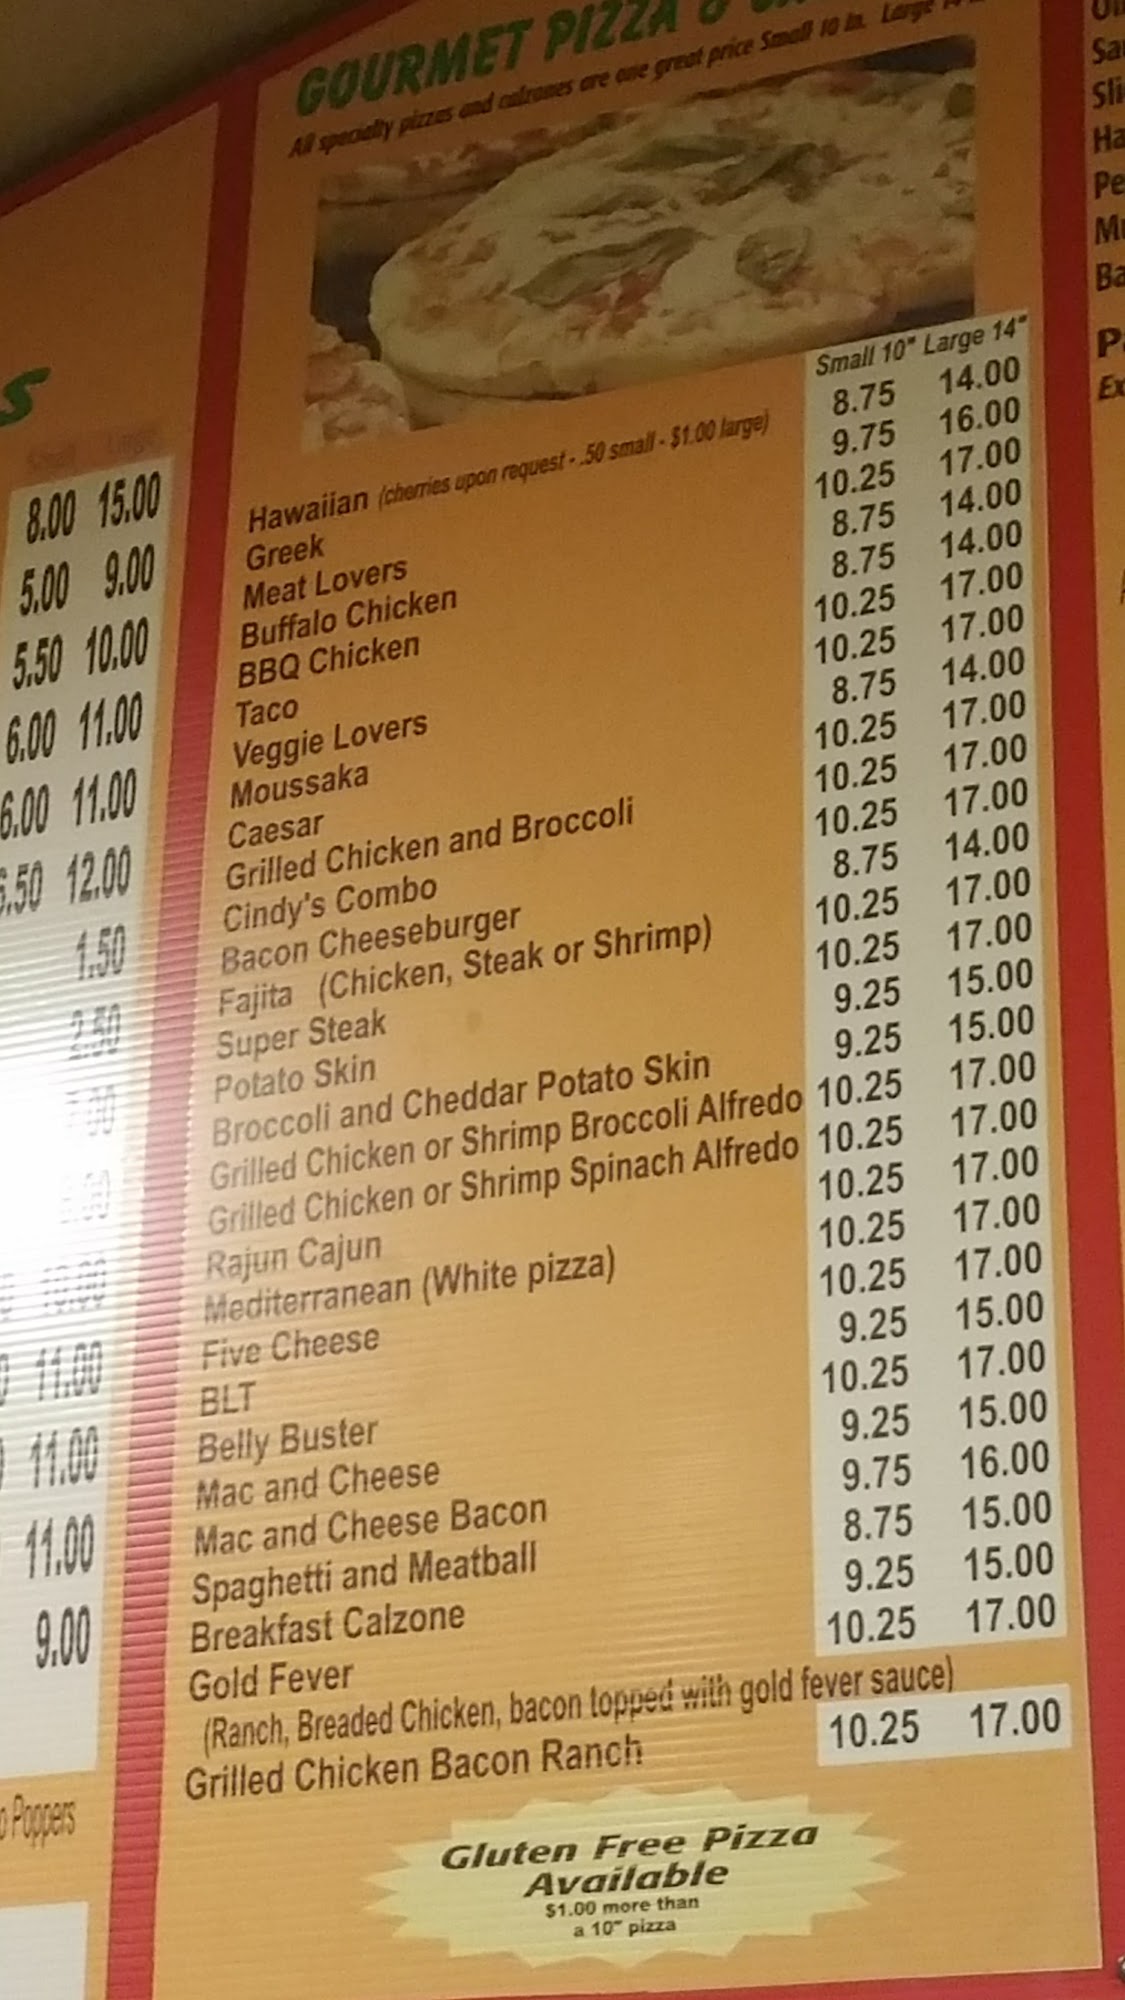 GOURMET PIZZA &
All specialty pizzas and calzones are one great price Small 10 in. Large
Small 10" Large 14"
Hawaiian (cherries upon request - .50 small - $1.00 large) 8.75 14.00
Greek 9.75 16.00
Meat Lovers 10.25 17.00
Buffalo Chicken 8.75 14.00
BBQ Chicken 8.75 14.00
Taco 10.25 17.00
Veggie Lovers 10.25 17.00
Moussaka 8.75 14.00
Caesar 10.25 17.00
Grilled Chicken and Broccoli 10.25 17.00
Cindy's Combo 10.25 17.00
Bacon Cheeseburger 8.75 14.00
Fajita (Chicken, Steak or Shrimp) 10.25 17.00
Super Steak 10.25 17.00
Potato Skin 9.25 15.00
Broccoli and Cheddar Potato Skin 9.25 15.00
Grilled Chicken or Shrimp Broccoli Alfredo 10.25 17.00
Grilled Chicken or Shrimp Spinach Alfredo 10.25 17.00
Rajun Cajun 10.25 17.00
Mediterranean (White pizza) 10.25 17.00
Five Cheese 10.25 17.00
BLT 9.25 15.00
Belly Buster 10.25 17.00
Mac and Cheese 9.25 15.00
Mac and Cheese Bacon 9.75 16.00
Spaghetti and Meatball 8.75 15.00
Breakfast Calzone 9.25 15.00
Gold Fever 10.25 17.00
(Ranch, Breaded Chicken, bacon topped with gold fever sauce)
Grilled Chicken Bacon Ranch 10.25 17.00
Gluten Free Pizza
Available
$1.00 more than
a 10" pizza
8.00 15.00
5.00 9.00
5.50 10.00
6.00 11.00
6.00 11.00
.50 12.00
1.50
2.50
10.00
11.00
11.00
11.00
9.00
Poppers